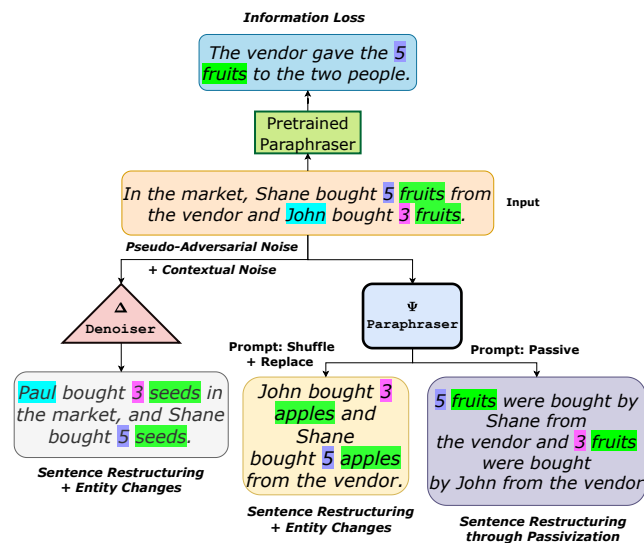 Information Loss
The vendor gave the 5
fruits to the two people.
Pretrained
Paraphraser
In the market, Shane bought 5 fruits from
the vendor and John bought 3 fruits.
Input
Pseudo-Adversarial Noise
+ Contextual Noise
Δ
Denoiser
Ψ
Paraphraser
Prompt: Shuffle
+ Replace
Prompt: Passive
Paul bought 3 seeds in
the market, and Shane
bought 5 seeds.
Sentence Restructuring
+ Entity Changes
John bought 3
apples and
Shane
bought 5 apples
from the vendor.
Sentence Restructuring
+ Entity Changes
5 fruits were bought by
Shane from
the vendor and 3 fruits
were bought
by John from the vendor
Sentence Restructuring
through Passivization